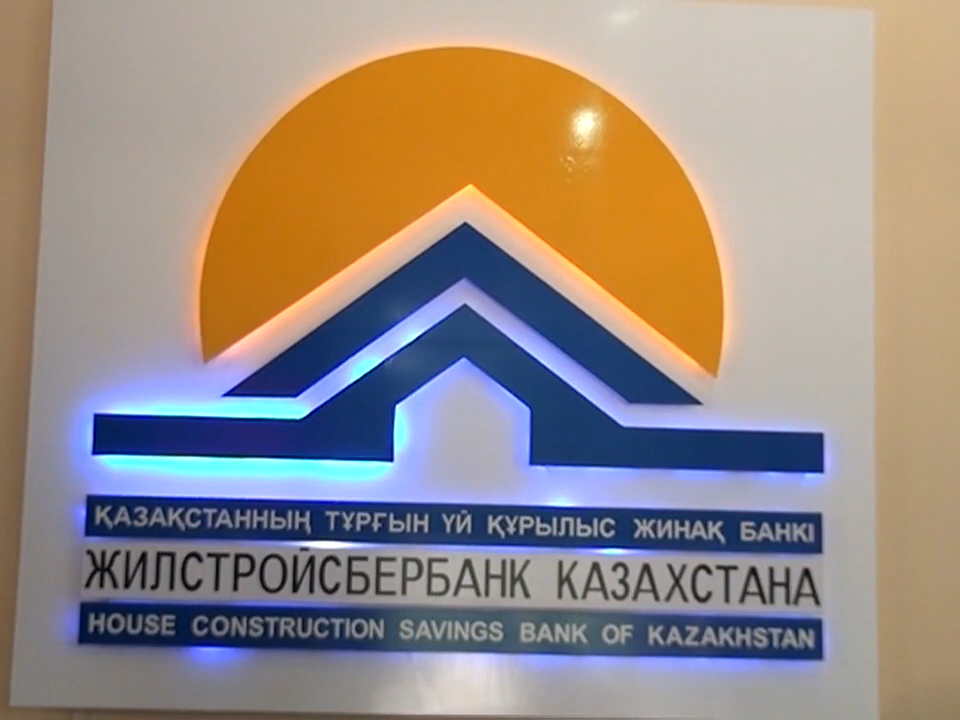 ҚАЗАҚСТАННЫҢ ТҰРҒЫН ҮЙ ҚҰРЫЛЫС ЖИНАҚ БАНКІ
ЖИЛСТРОЙСБЕРБАНК КАЗАХСТАНА
HOUSE CONSTRUCTION SAVINGS BANK OF KAZAKHSTAN